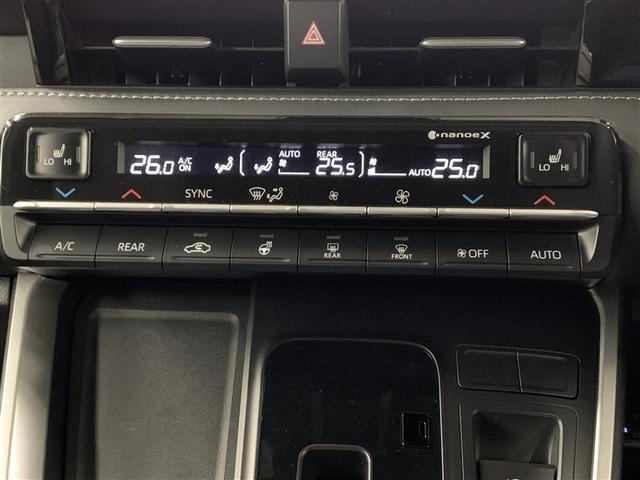 nanoeX
LO HI
26.0 A/C ON AUTO REAR 25.5 AUTO 25.0
LO HI
SYNC
A/C REAR REAR FRONT OFF AUTO